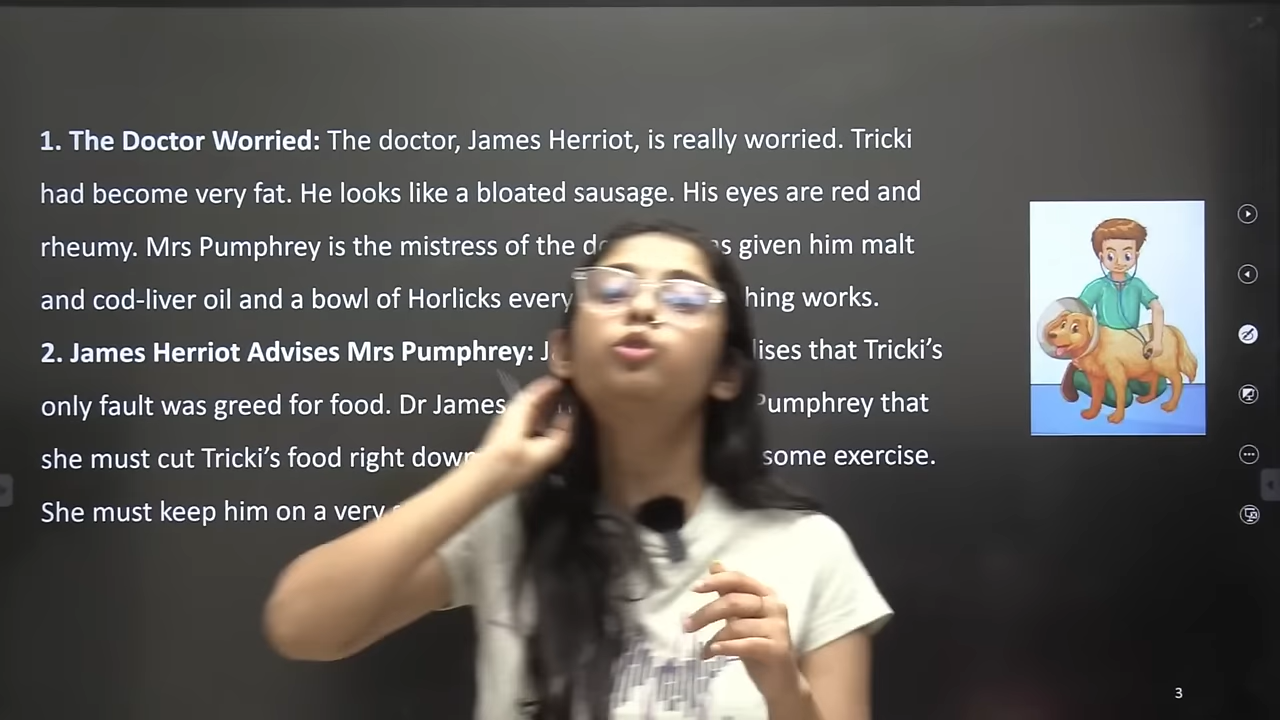 1. The Doctor Worried: The doctor, James Herriot, is really worried. Tricki
had become very fat. He looks like a bloated sausage. His eyes are red and
rheumy. Mrs Pumphrey is the mistress of the given him malt
and cod-liver oil and a bowl of Horlicks every works.
2. James Herriot Advises Mrs Pumphrey: that Tricki's
only fault was greed for food. Dr James Pumphrey that
she must cut Tricki's food right down some exercise.
She must keep him on a very
3